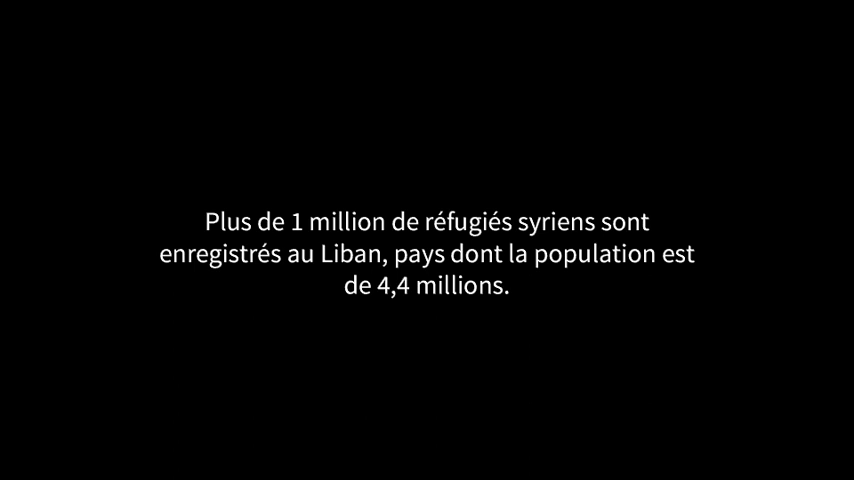 Plus de 1 million de réfugiés syriens sont
enregistrés au Liban, pays dont la population est
de 4,4 millions.